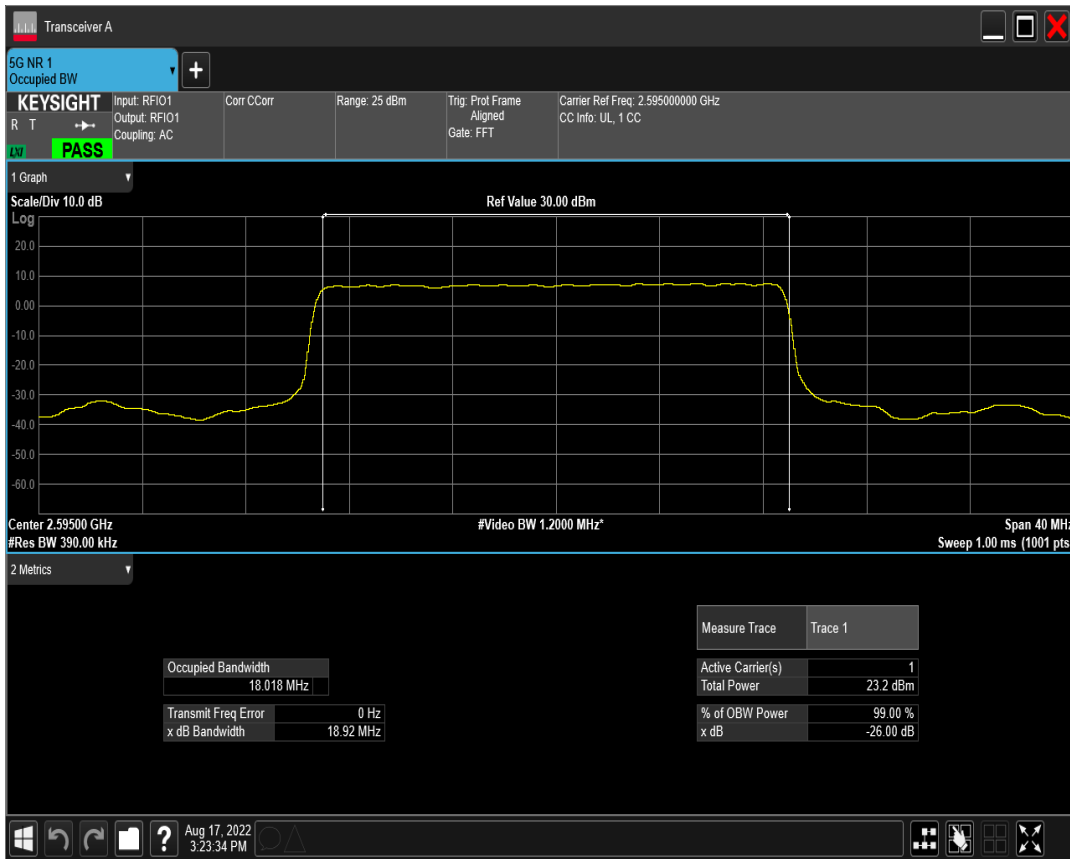 Transceiver A
5G NR 1
Occupied BW
KEYSIGHT
R T
LXI
PASS
Input: RFIO1
Output: RFIO1
Coupling: AC
Corr CCorr
Range: 25 dBm
Trig: Prot Frame
Aligned
Gate: FFT
Carrier Ref Freq: 2.595000000 GHz
CC Info: UL, 1 CC
1 Graph
Scale/Div 10.0 dB
Ref Value 30.00 dBm
Log
20.0
10.0
0.00
-10.0
-20.0
-30.0
-40.0
-50.0
-60.0
Center 2.59500 GHz
#Video BW 1.2000 MHz*
Span 40 MHz
#Res BW 390.00 kHz
Sweep 1.00 ms (1001 pts
2 Metrics
Measure Trace Trace 1
Occupied Bandwidth
18.018 MHz
Active Carrier(s) 1
Total Power 23.2 dBm
Transmit Freq Error 0 Hz
x dB Bandwidth 18.92 MHz
% of OBW Power 99.00 %
x dB -26.00 dB
?
Aug 17, 2022
3:23:34 PM